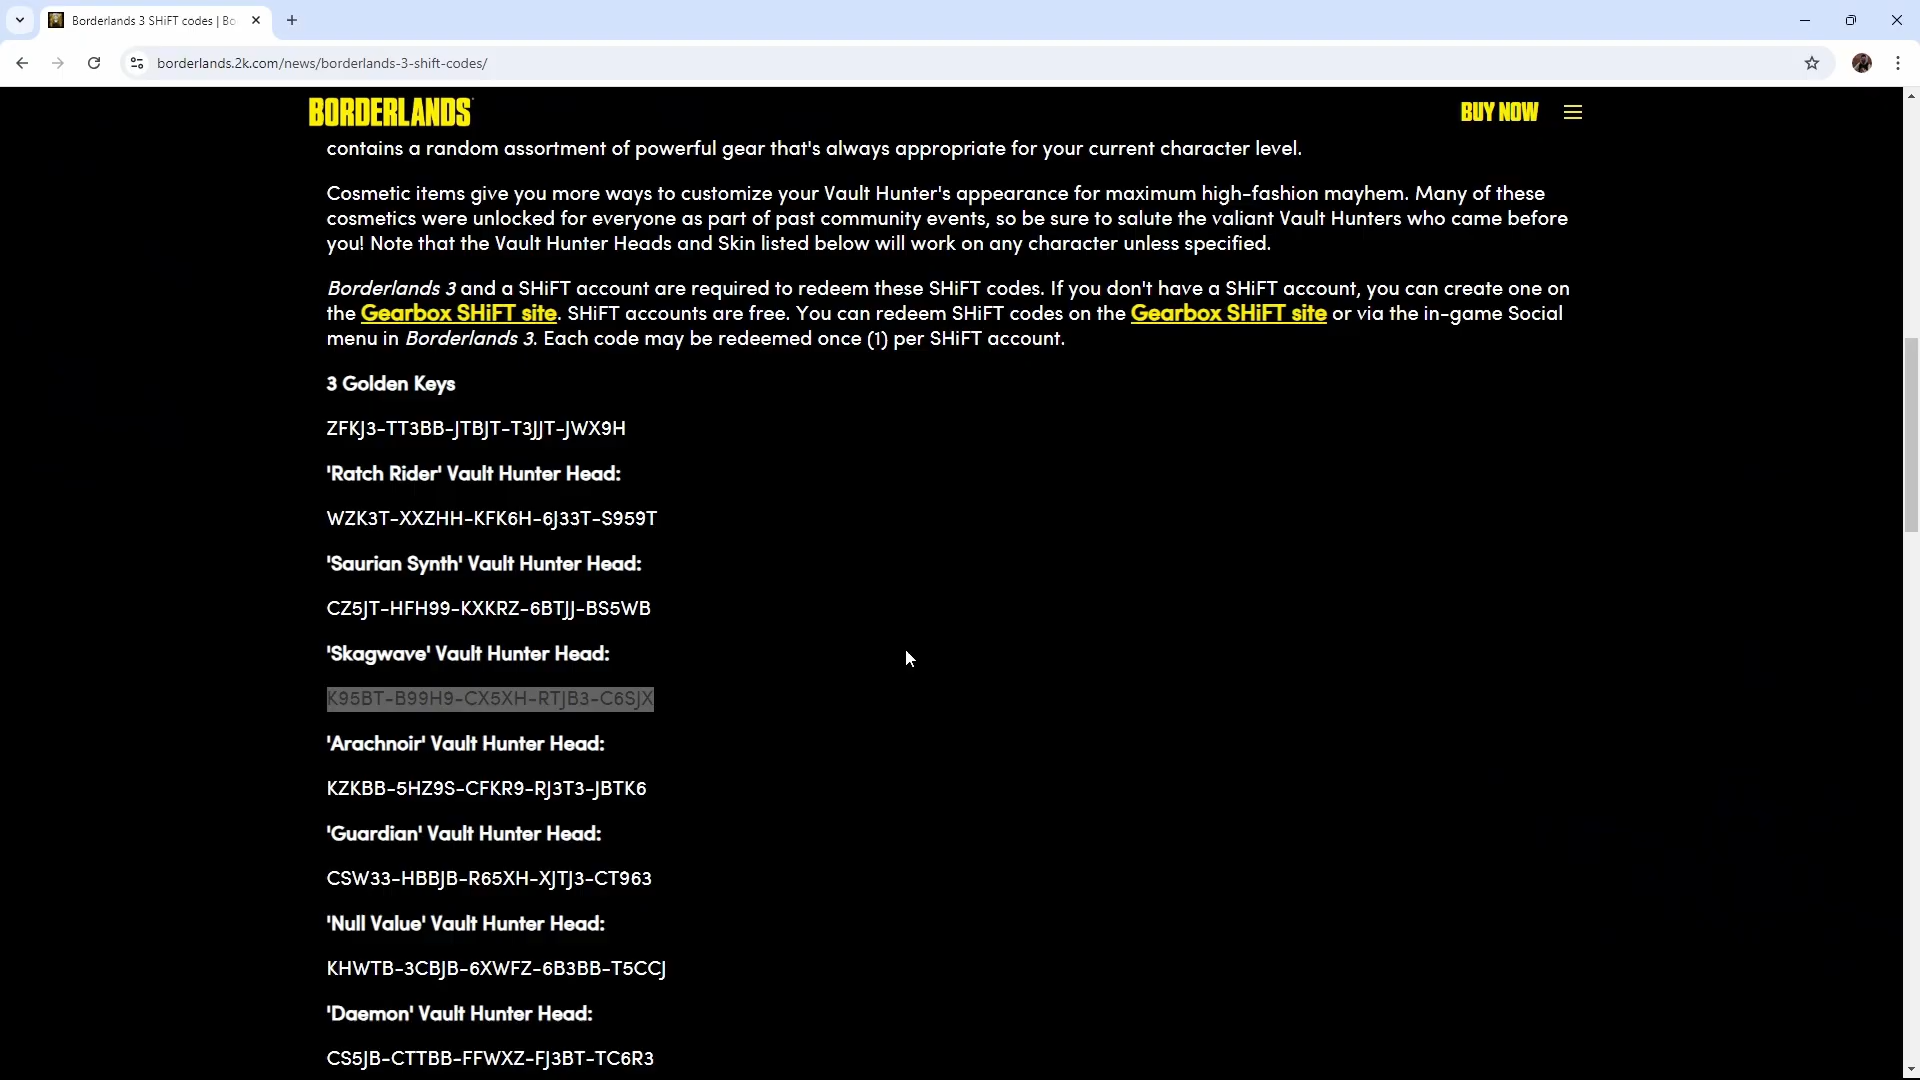 Borderlands 3 SHiFT codes | Bo
borderlands.2k.com/news/borderlands-3-shift-codes/
BORDERLANDS
BUY NOW
contains a random assortment of powerful gear that's always appropriate for your current character level.
Cosmetic items give you more ways to customize your Vault Hunter's appearance for maximum high-fashion mayhem. Many of these
cosmetics were unlocked for everyone as part of past community events, so be sure to salute the valiant Vault Hunters who came before
you! Note that the Vault Hunter Heads and Skin listed below will work on any character unless specified.
Borderlands 3 and a SHiFT account are required to redeem these SHiFT codes. If you don't have a SHiFT account, you can create one on
the Gearbox SHiFT site. SHiFT accounts are free. You can redeem SHiFT codes on the Gearbox SHiFT site or via the in-game Social
menu in Borderlands 3. Each code may be redeemed once (1) per SHiFT account.
3 Golden Keys
ZFKJ3-TT3BB-JTBJT-T3JJT-JWX9H
'Ratch Rider' Vault Hunter Head:
WZK3T-XXZHH-KFK6H-6J33T-S959T
'Saurian Synth' Vault Hunter Head:
CZ5JT-HFH99-KXKRZ-6BTJJ-BS5WB
'Skagwave' Vault Hunter Head:
K95BT-B99H9-CX5XH-RTJB3-C6SJX
'Arachnoir' Vault Hunter Head:
KZKBB-5HZ9S-CFKR9-RJ3T3-JBTK6
'Guardian' Vault Hunter Head:
CSW33-HBBJB-R65XH-XJTJ3-CT963
'Null Value' Vault Hunter Head:
KHWTB-3CBJB-6XWFZ-6B3BB-T5CCJ
'Daemon' Vault Hunter Head:
CS5JB-CTTBB-FFWXZ-FJ3BT-TC6R3